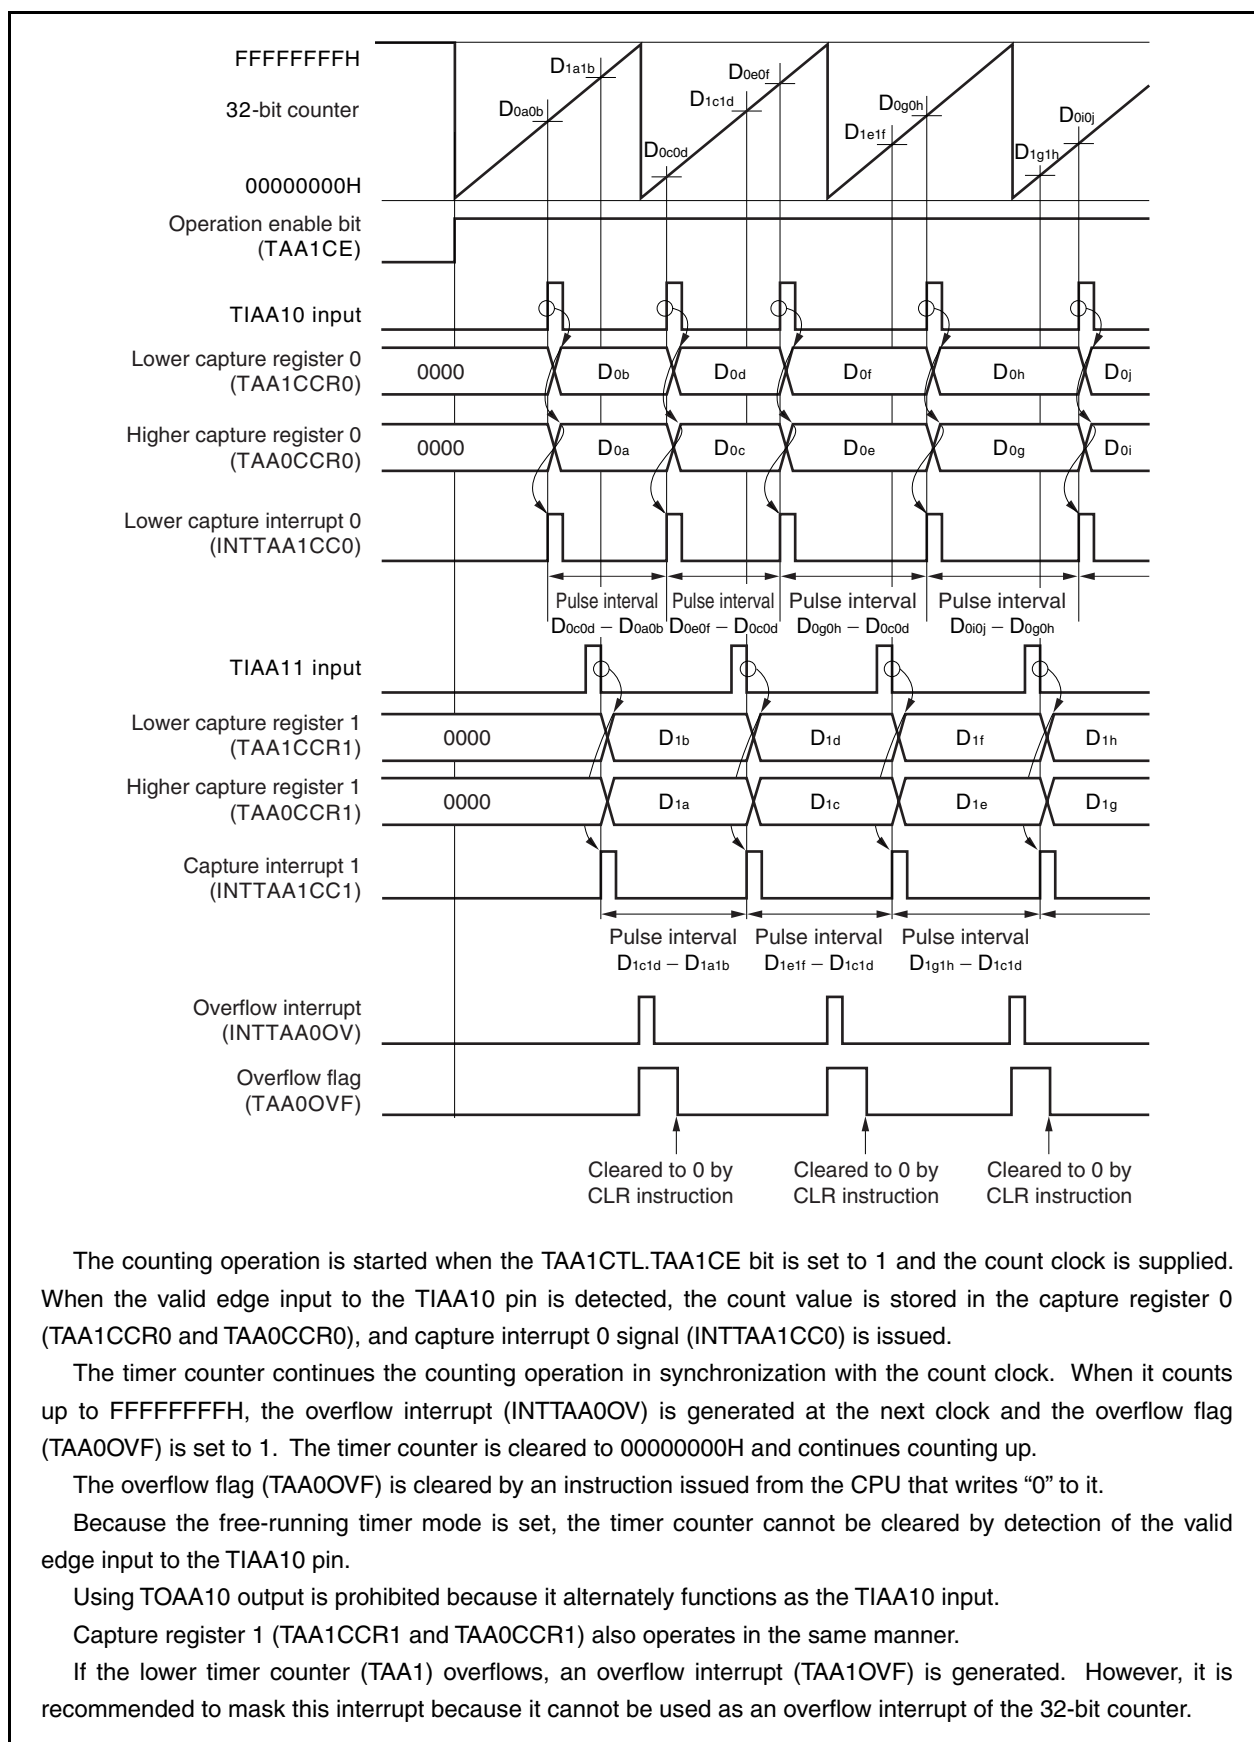 FFFFFFFFH
32-bit counter
00000000H
D0a0b
D1a1b
D0c0d
D1c1d
D0e0f
D1e1f
D0g0h
D1g1h
D0i0j
Operation enable bit
(TAA1CE)
TIAA10 input
Lower capture register 0
(TAA1CCR0)
0000 D0b D0d D0f D0h D0j
Higher capture register 0
(TAA0CCR0)
0000 D0a D0c D0e D0g D0i
Lower capture interrupt 0
(INTTAA1CC0)
Pulse interval Pulse interval Pulse interval Pulse interval
D0c0d – D0a0b D0e0f – D0c0d D0g0h – D0c0d D0i0j – D0g0h
TIAA11 input
Lower capture register 1
(TAA1CCR1)
0000 D1b D1d D1f D1h
Higher capture register 1
(TAA0CCR1)
0000 D1a D1c D1e D1g
Capture interrupt 1
(INTTAA1CC1)
Pulse interval Pulse interval Pulse interval
D1c1d – D1a1b D1e1f – D1c1d D1g1h – D1c1d
Overflow interrupt
(INTTAA0OV)
Overflow flag
(TAA0OVF)
Cleared to 0 by Cleared to 0 by Cleared to 0 by
CLR instruction CLR instruction CLR instruction
The counting operation is started when the TAA1CTL.TAA1CE bit is set to 1 and the count clock is supplied.
When the valid edge input to the TIAA10 pin is detected, the count value is stored in the capture register 0
(TAA1CCR0 and TAA0CCR0), and capture interrupt 0 signal (INTTAA1CC0) is issued.
The timer counter continues the counting operation in synchronization with the count clock. When it counts
up to FFFFFFFFH, the overflow interrupt (INTTAA0OV) is generated at the next clock and the overflow flag
(TAA0OVF) is set to 1. The timer counter is cleared to 00000000H and continues counting up.
The overflow flag (TAA0OVF) is cleared by an instruction issued from the CPU that writes “0” to it.
Because the free-running timer mode is set, the timer counter cannot be cleared by detection of the valid
edge input to the TIAA10 pin.
Using TOAA10 output is prohibited because it alternately functions as the TIAA10 input.
Capture register 1 (TAA1CCR1 and TAA0CCR1) also operates in the same manner.
If the lower timer counter (TAA1) overflows, an overflow interrupt (TAA1OVF) is generated. However, it is
recommended to mask this interrupt because it cannot be used as an overflow interrupt of the 32-bit counter.